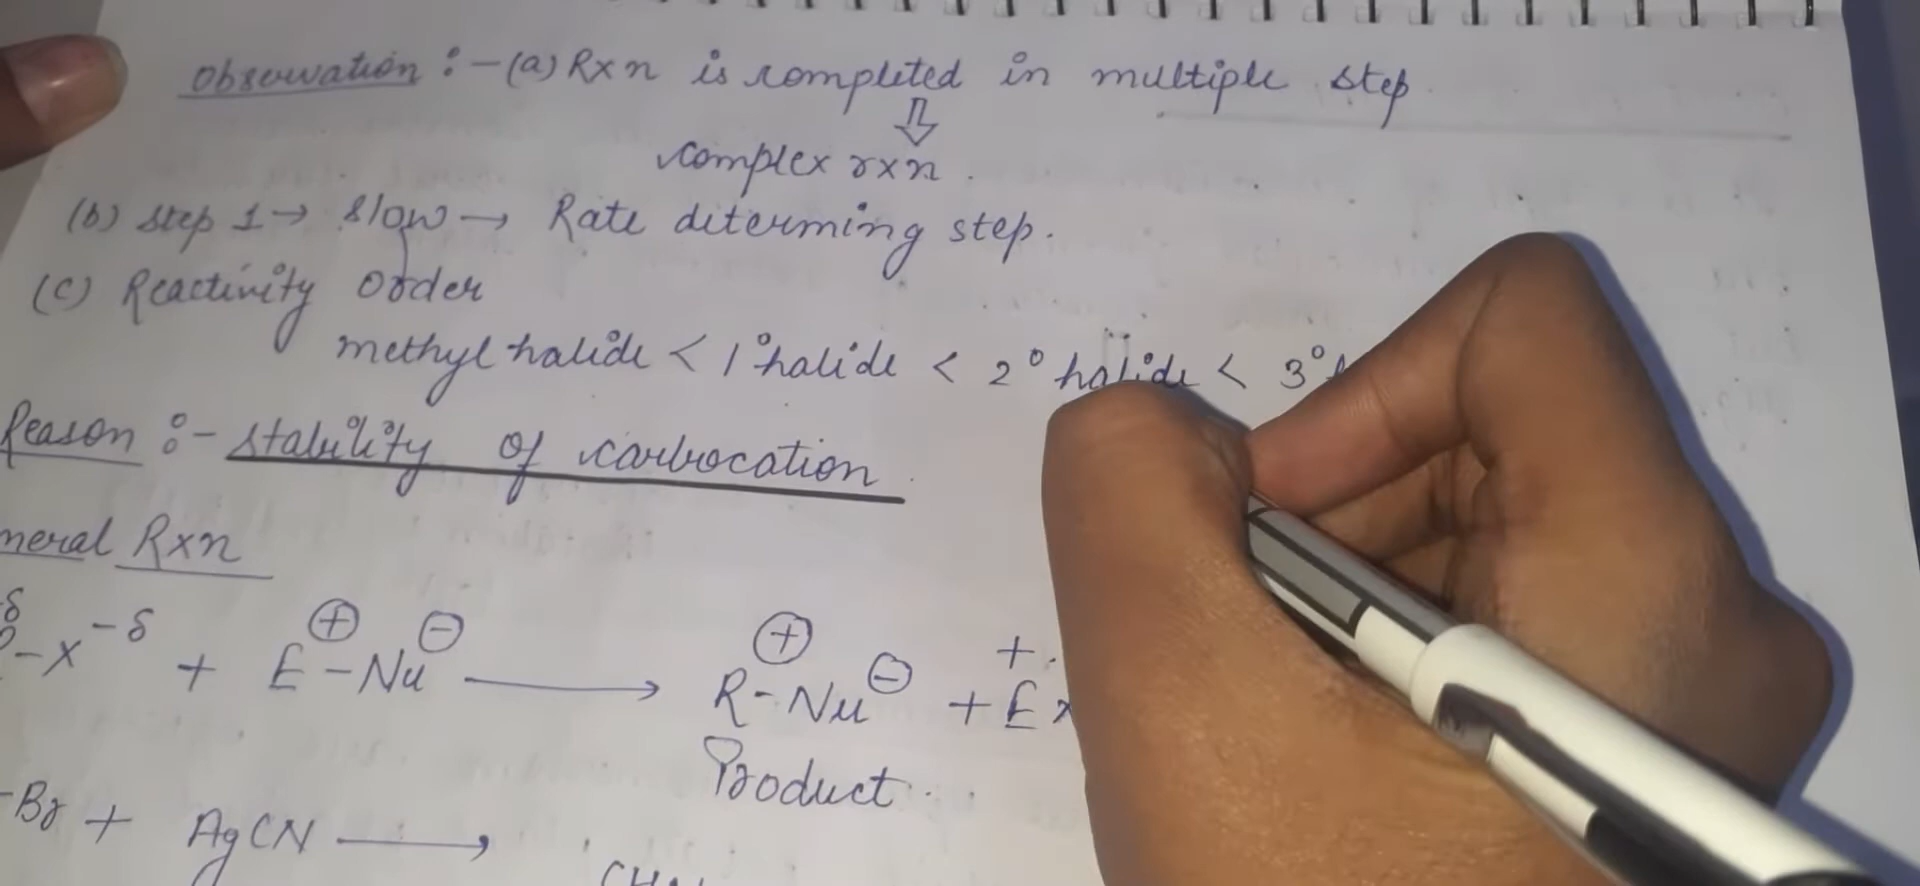 Observation :- (a) Rxn is completed in multiple step
⇓
complex rxn.
(b) step 1 → slow → Rate determing step.
(c) Reactivity order
methyl halide < 1° halide < 2° halide < 3°
Reason :- stability of carbocation
neral Rxn
δ -x -δ + E⊕-Nu⊖ → R⊕-Nu⊖ + E+
Product
-Br + AgCN →